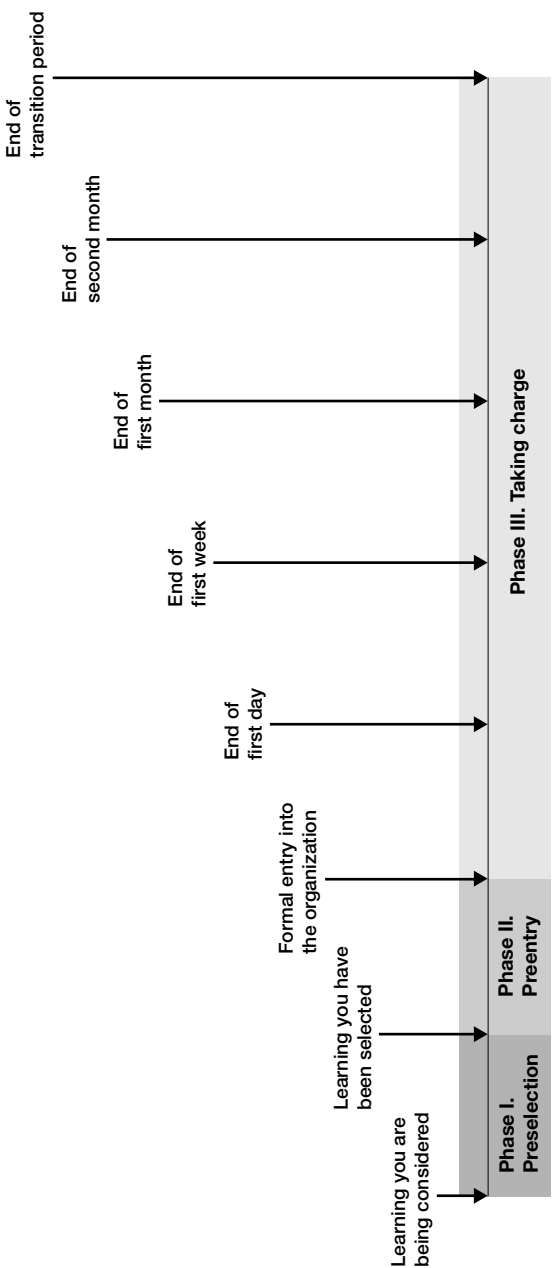 Learning you are
being considered
Learning you have
been selected
Formal entry into
the organization
End of
first day
End of
first week
End of
first month
End of
second month
End of
transition period
Phase I.
Preselection
Phase II.
Preentry
Phase III. Taking charge